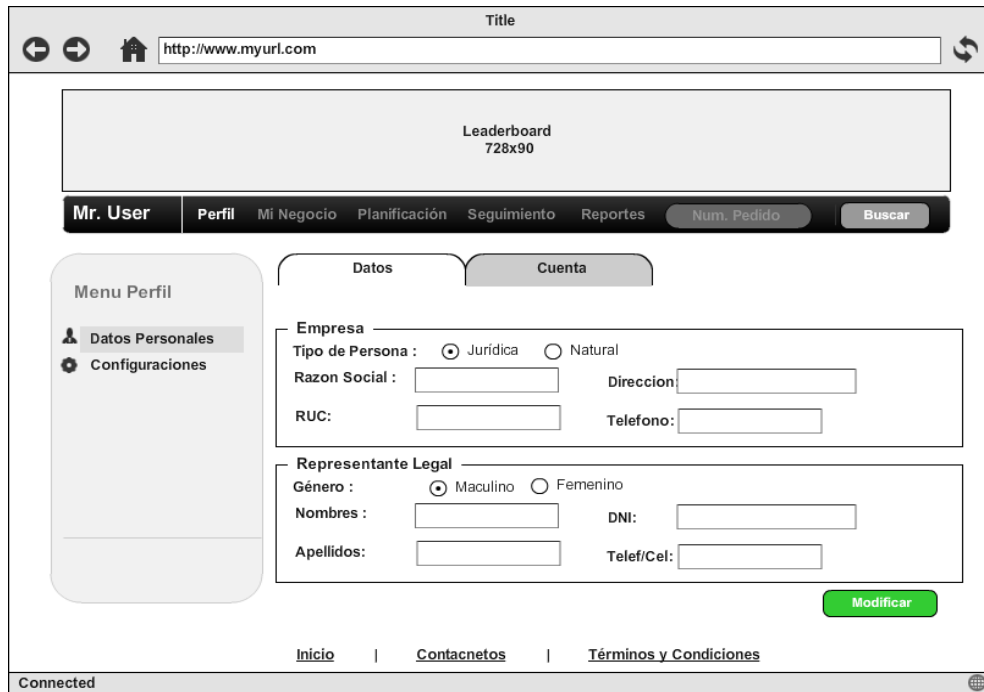 Title
http://www.myurl.com
Leaderboard
728x90
Mr. User Perfil Mi Negocio Planificación Seguimiento Reportes Num. Pedido Buscar
Datos Cuenta
Menu Perfil
Datos Personales
Configuraciones
Empresa
Tipo de Persona : Jurídica Natural
Razon Social : Direccion:
RUC: Telefono:
Representante Legal
Género : Maculino Femenino
Nombres : DNI:
Apellidos: Telef/Cel:
Modificar
Inicio | Contacnetos | Términos y Condiciones
Connected